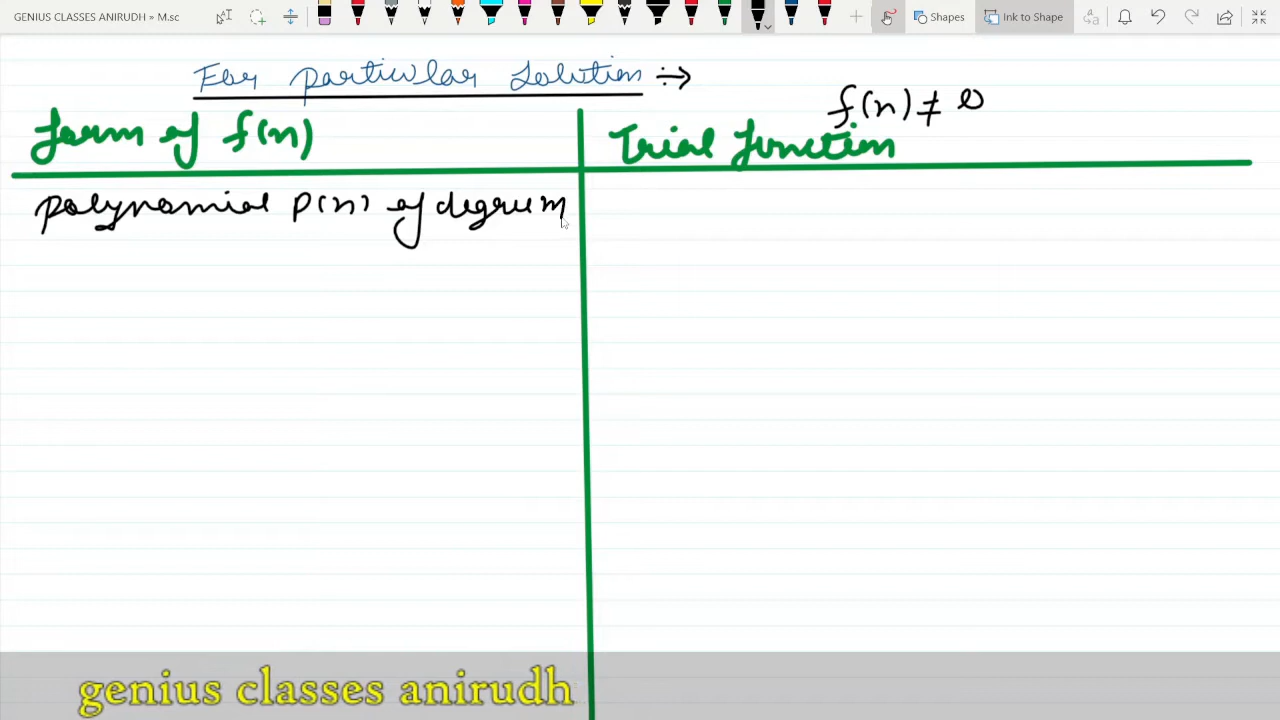 GENIUS CLASSES ANIRUDH » M.sc
Shapes
Ink to Shape
For particular solution ÷→
f(n) ≠ 0
form of f(n)
Trial function
polynomial P(n) of degree m
genius classes anirudh